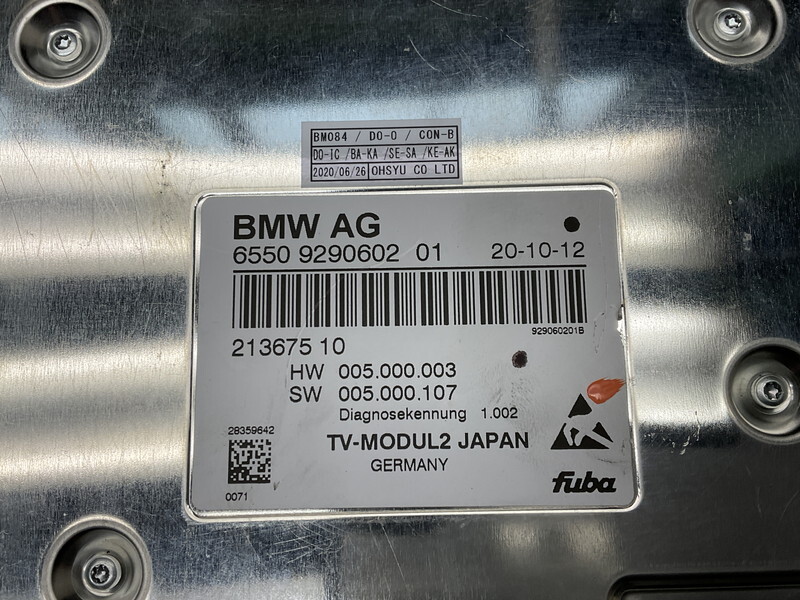 BM084 / DO-O / CON-B
DO-IC /BA-KA /SE-SA /KE-AK
2020/06/26 OHSYU CO LTD
BMW AG
6550 9290602 01 20-10-12
929060201B
213675 10
HW 005.000.003
SW 005.000.107
Diagnosekennung 1.002
28359642
TV-MODUL2 JAPAN
GERMANY
fuba
0071